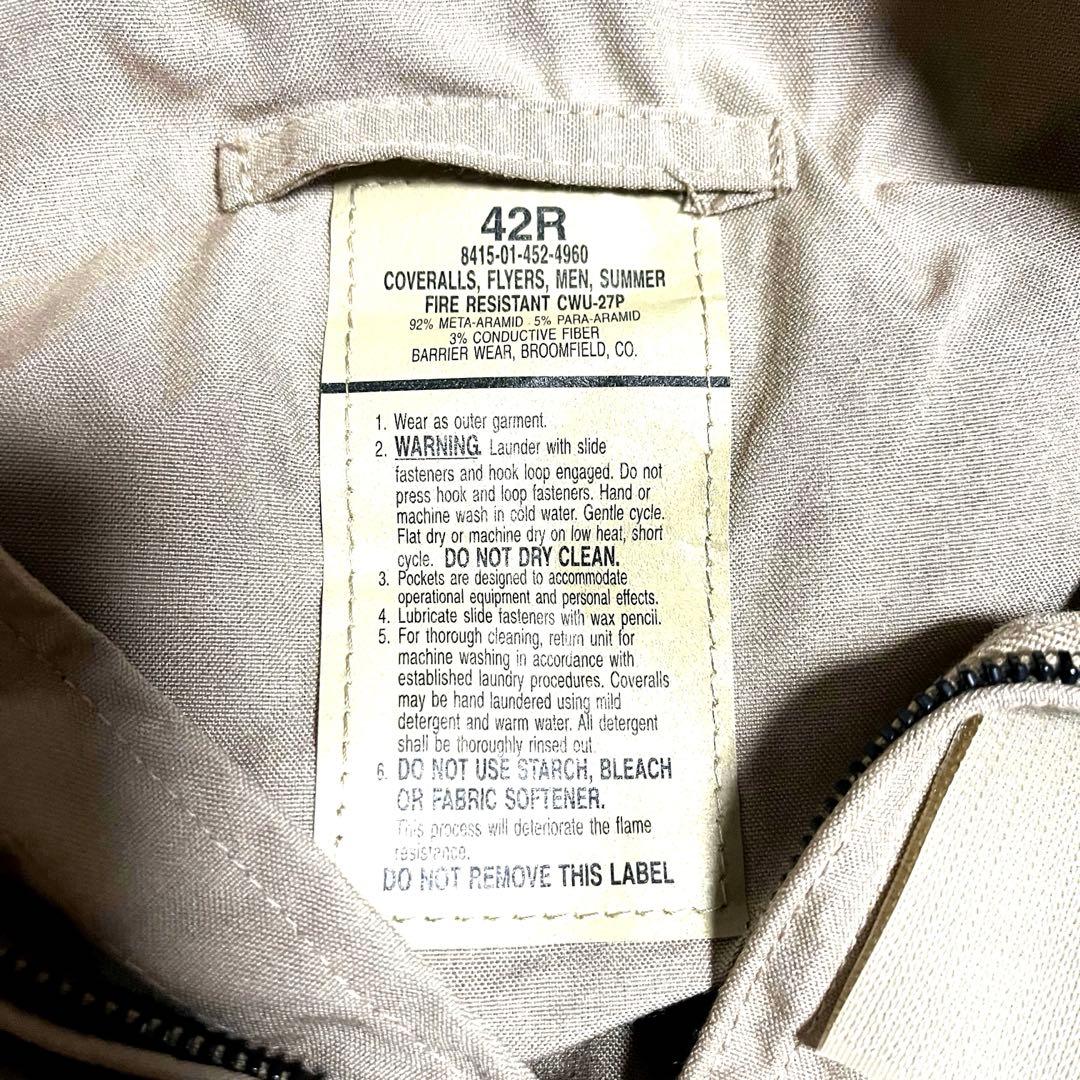 42R
8415-01-452-4960
COVERALLS, FLYERS, MEN, SUMMER
FIRE RESISTANT CWU-27P
92% META-ARAMID 5% PARA-ARAMID
3% CONDUCTIVE FIBER
BARRIER WEAR, BROOMFIELD, CO.
1. Wear as outer garment.
2. WARNING. Launder with slide
fasteners and hook loop engaged. Do not
press hook and loop fasteners. Hand or
machine wash in cold water. Gentle cycle.
Flat dry or machine dry on low heat, short
cycle. DO NOT DRY CLEAN.
3. Pockets are designed to accommodate
operational equipment and personal effects.
4. Lubricate slide fasteners with wax pencil.
5. For thorough cleaning, return unit for
machine washing in accordance with
established laundry procedures. Coveralls
may be hand laundered using mild
detergent and warm water. All detergent
shall be thoroughly rinsed out.
6. DO NOT USE STARCH, BLEACH
OR FABRIC SOFTENER.
This process will deteriorate the flame
resistance.
DO NOT REMOVE THIS LABEL